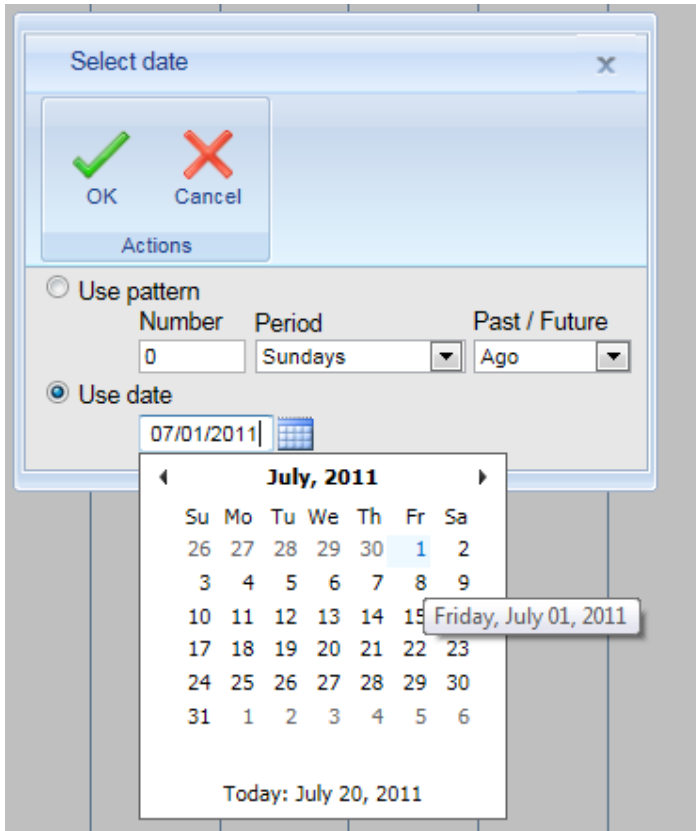 Select date
OK Cancel
Actions
Use pattern
Number Period Past / Future
0 Sundays Ago
Use date
07/01/2011
July, 2011
Su Mo Tu We Th Fr Sa
26 27 28 29 30 1 2
3 4 5 6 7 8 9
10 11 12 13 14 15
Friday, July 01, 2011
17 18 19 20 21 22 23
24 25 26 27 28 29 30
31 1 2 3 4 5 6
Today: July 20, 2011